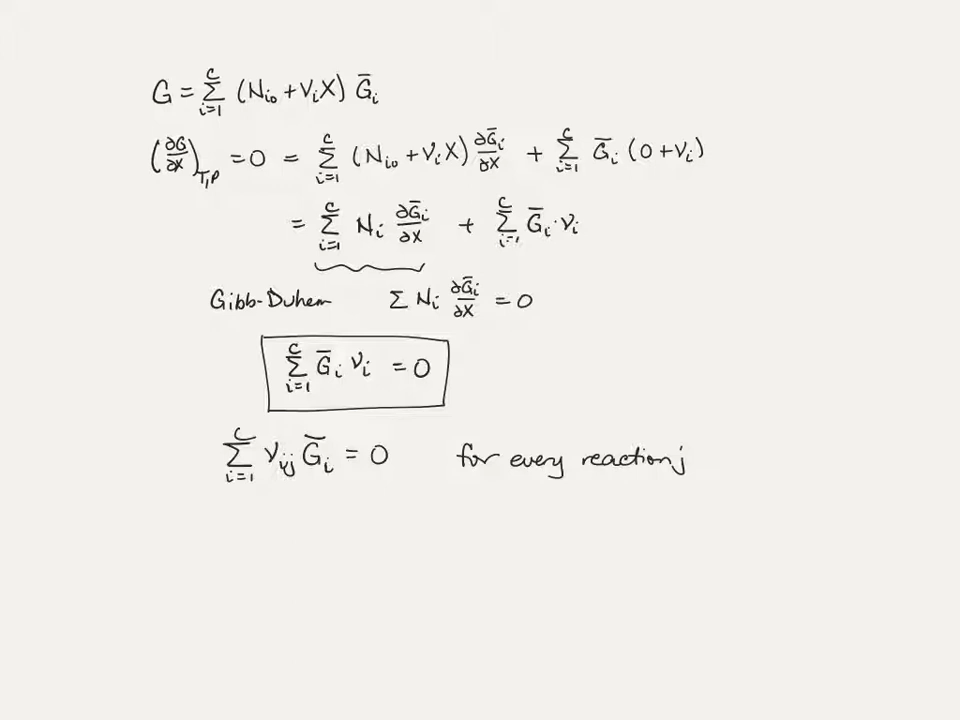 G = Σ_{i=1}^{C} (N_{i0} + ν_i X) Ḡ_i
(∂G/∂X)_{T,P} = 0 = Σ_{i=1}^{C} (N_{i0} + ν_i X) ∂Ḡ_i/∂X + Σ_{i=1}^{C} Ḡ_i (0 + ν_i)
= Σ_{i=1}^{C} N_i ∂Ḡ_i/∂X + Σ_{i=1}^{C} Ḡ_i · ν_i
Gibb-Duhem Σ N_i ∂Ḡ_i/∂X = 0
Σ_{i=1}^{C} Ḡ_i ν_i = 0
Σ_{i=1}^{C} ν_{ij} Ḡ_i = 0 for every reaction j